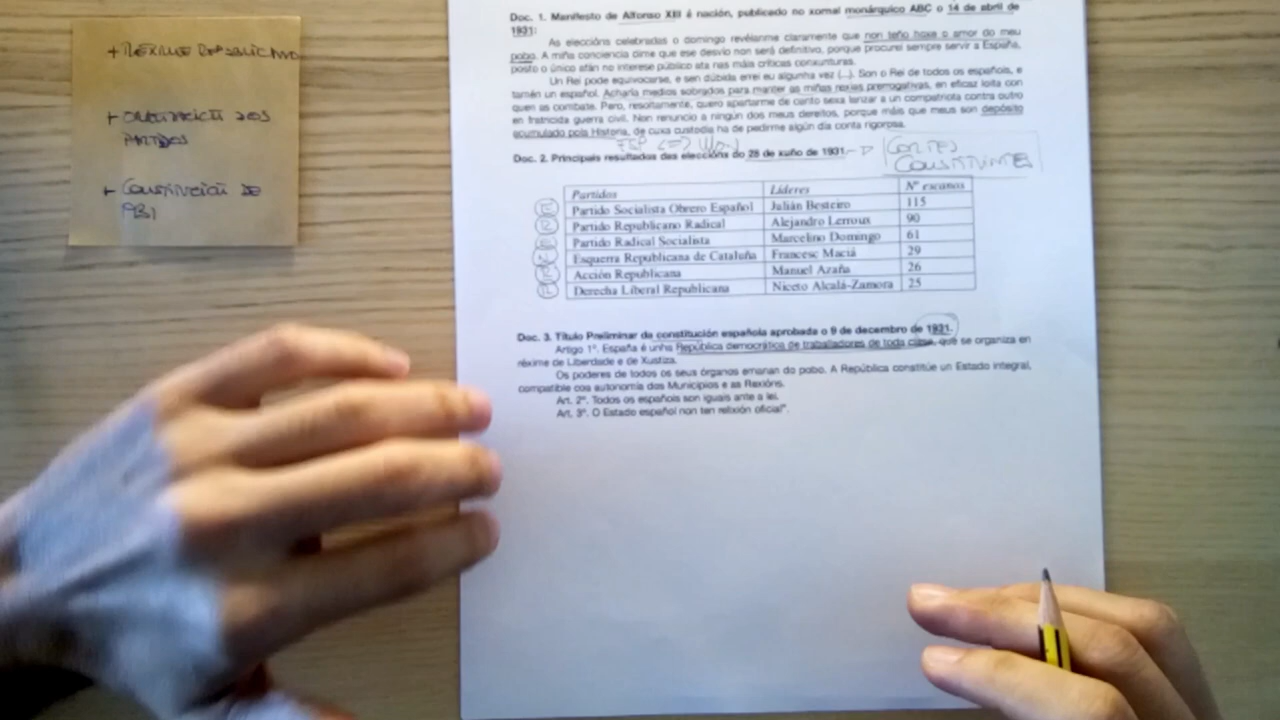 + RÉXIME REPUBLICANO
+ ORIENTACIÓN DOS
PARTIDOS
+ CONSTITUCIÓN DE
1931
Doc. 1. Manifesto de Alfonso XIII á nación, publicado no xornal monárquico ABC o 14 de abril de
1931:
As eleccións celebradas o domingo revélanme claramente que non teño hoxe o amor do meu
pobo. A miña conciencia dime que ese desvío non será definitivo, porque procurei sempre servir a España,
posto o único afán no interese público ata nas máis críticas conxunturas.
Un Rei pode equivocarse, e sen dúbida errei eu algunha vez (...). Son o Rei de todos os españois, e
tamén un español. Acharía medios sobrados para manter as miñas rexias prerrogativas, en eficaz loita con
quen as combate. Pero, resoltamente, quero apartarme de canto sexa lanzar a un compatriota contra outro
en fratricida guerra civil. Non renuncio a ningún dos meus dereitos, porque máis que meus son depósito
acumulado pola Historia, de cuxa custodia ha de pedirme algún día conta rigorosa.
Doc. 2. Principais resultados das eleccións do 28 de xuño de 1931. CORTES
CONSTITUINTES
Partidos Líderes Nº escanos
Partido Socialista Obrero Español Julián Besteiro 115
Partido Republicano Radical Alejandro Lerroux 90
Partido Radical Socialista Marcelino Domingo 61
Esquerra Republicana de Cataluña Francesc Macià 29
Acción Republicana Manuel Azaña 26
Derecha Liberal Republicana Niceto Alcalá-Zamora 25
Doc. 3. Título Preliminar da constitución española aprobada o 9 de decembro de 1931.
Artigo 1º. España é unha República democrática de traballadores de toda clase, que se organiza en
réxime de Liberdade e de Xustiza.
Os poderes de todos os seus órganos emanan do pobo. A República constitúe un Estado integral,
compatible coa autonomía dos Municipios e as Rexións.
Art. 2º. Todos os españois son iguais ante a lei.
Art. 3º. O Estado español non ten relixión oficial".